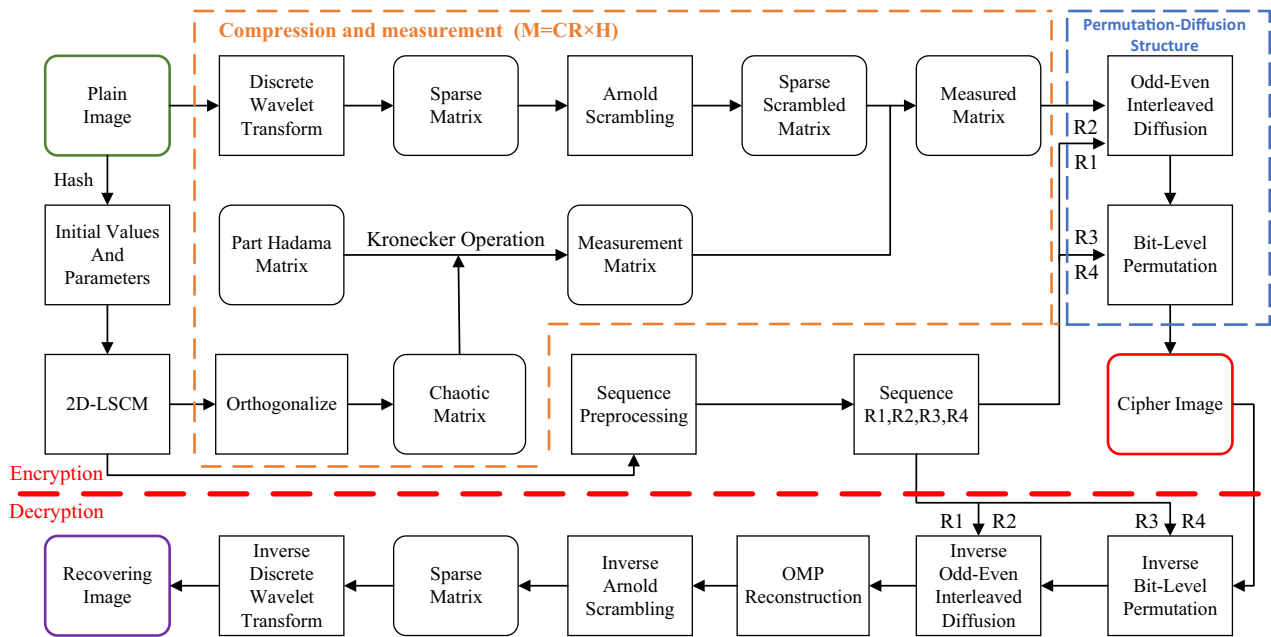 Compression and measurement (M=CR×H)
Permutation-Diffusion
Structure
Plain
Image
Discrete
Wavelet
Transform
Sparse
Matrix
Arnold
Scrambling
Sparse
Scrambled
Matrix
Measured
Matrix
Odd-Even
Interleaved
Diffusion
R2
R1
Hash
Initial Values
And
Parameters
Part Hadama
Matrix
Kronecker Operation
Measurement
Matrix
R3
R4
Bit-Level
Permutation
2D-LSCM
Orthogonalize
Chaotic
Matrix
Sequence
Preprocessing
Sequence
R1,R2,R3,R4
Cipher Image
Encryption
Decryption
R1 R2
R3 R4
Recovering
Image
Inverse
Discrete
Wavelet
Transform
Sparse
Matrix
Inverse
Arnold
Scrambling
OMP
Reconstruction
Inverse
Odd-Even
Interleaved
Diffusion
Inverse
Bit-Level
Permutation